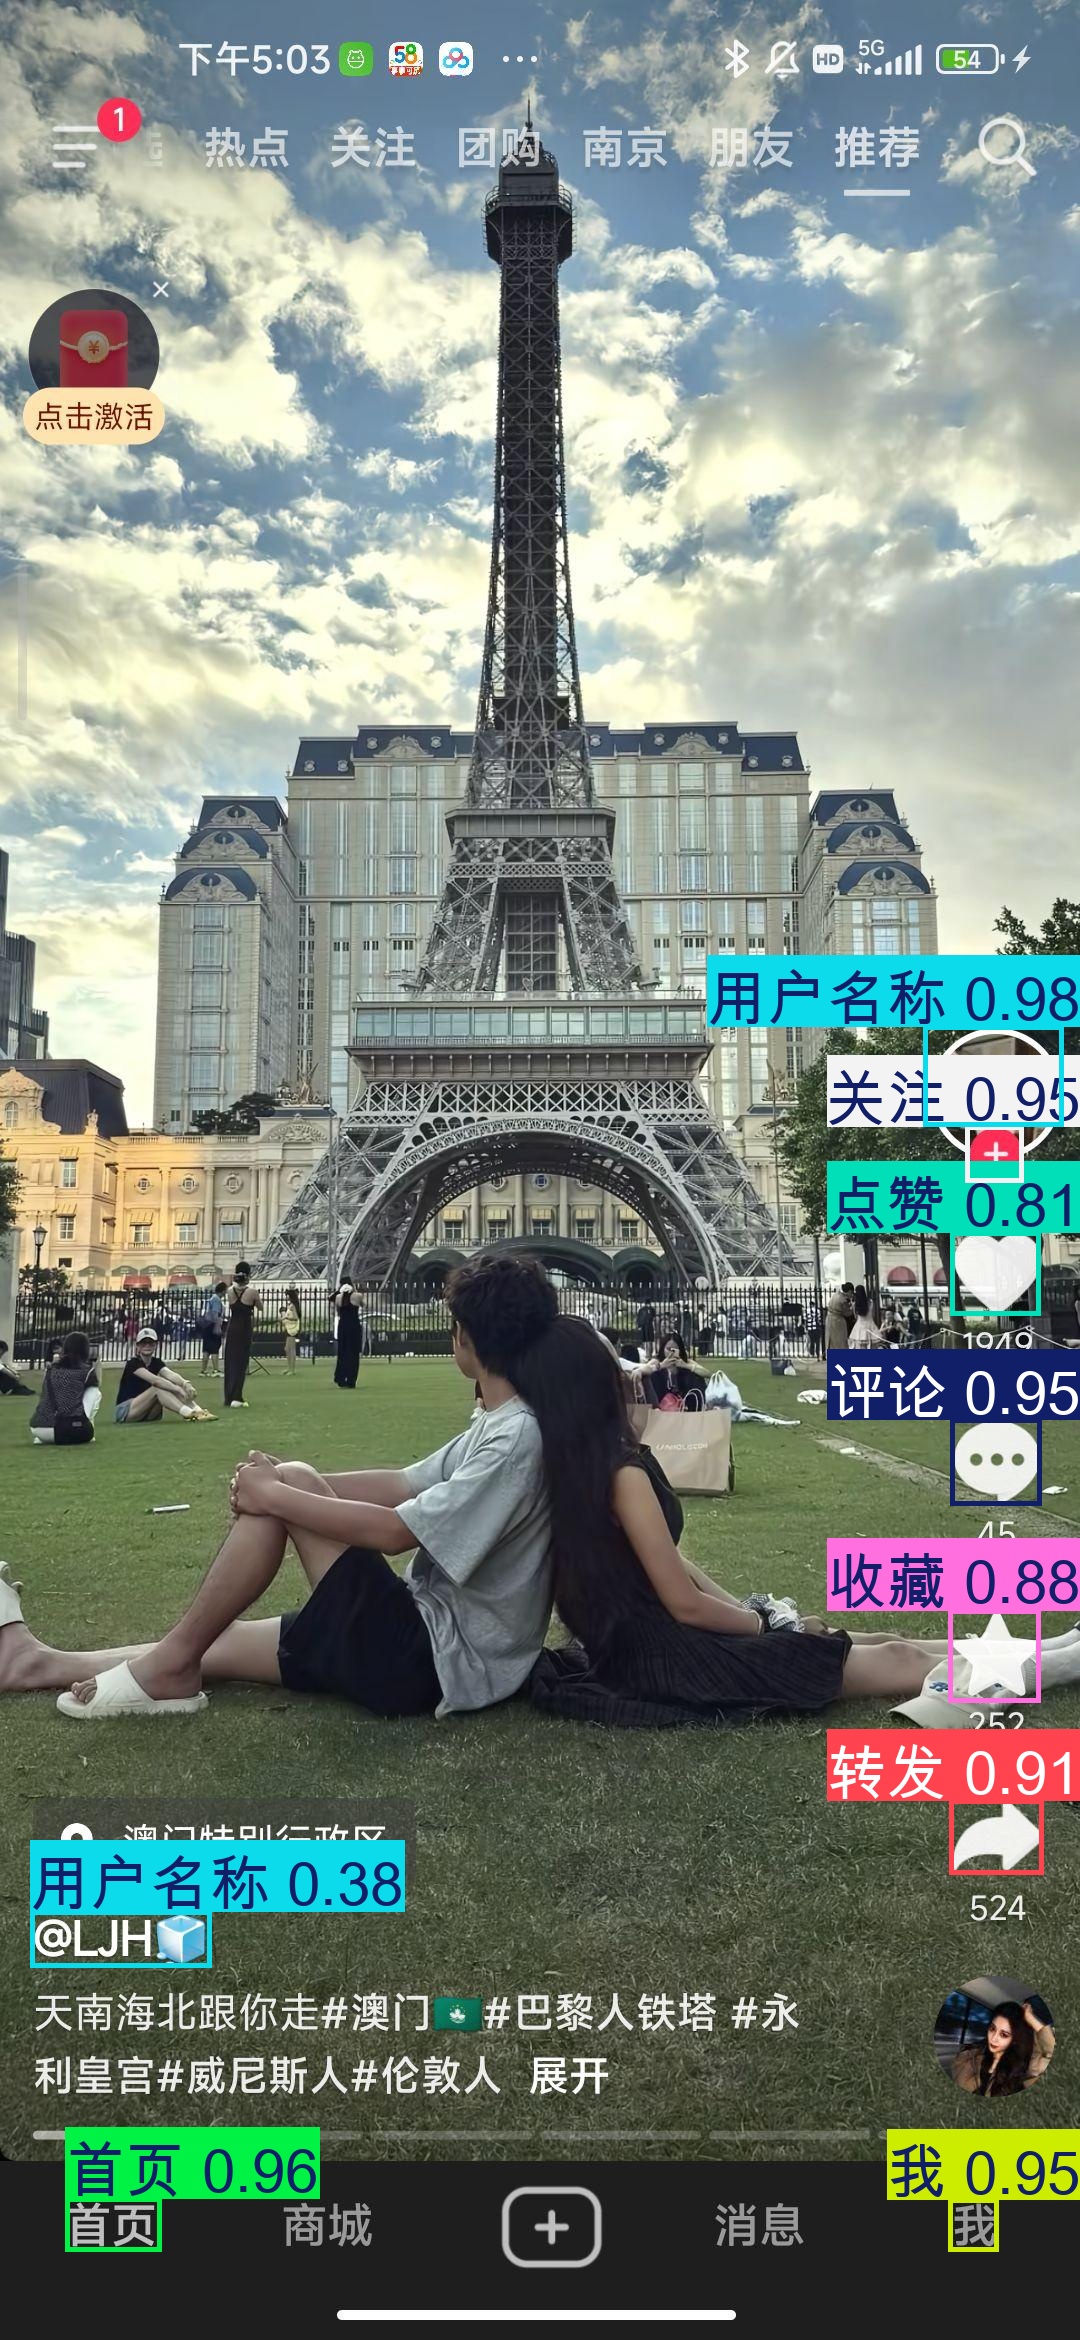 下午5:03
58
···
HD
5G
54
1
热点 关注 团购 南京 朋友 推荐
点击激活
用户名称 0.98
关注 0.95
点赞 0.81
1949
评论 0.95
45
收藏 0.88
252
转发 0.91
524
澳门特别行政区
用户名称 0.38
@LJH🧊
天南海北跟你走#澳门🇲🇴#巴黎人铁塔 #永
利皇宫#威尼斯人#伦敦人 展开
首页 0.96
我 0.95
首页 商城 消息 我